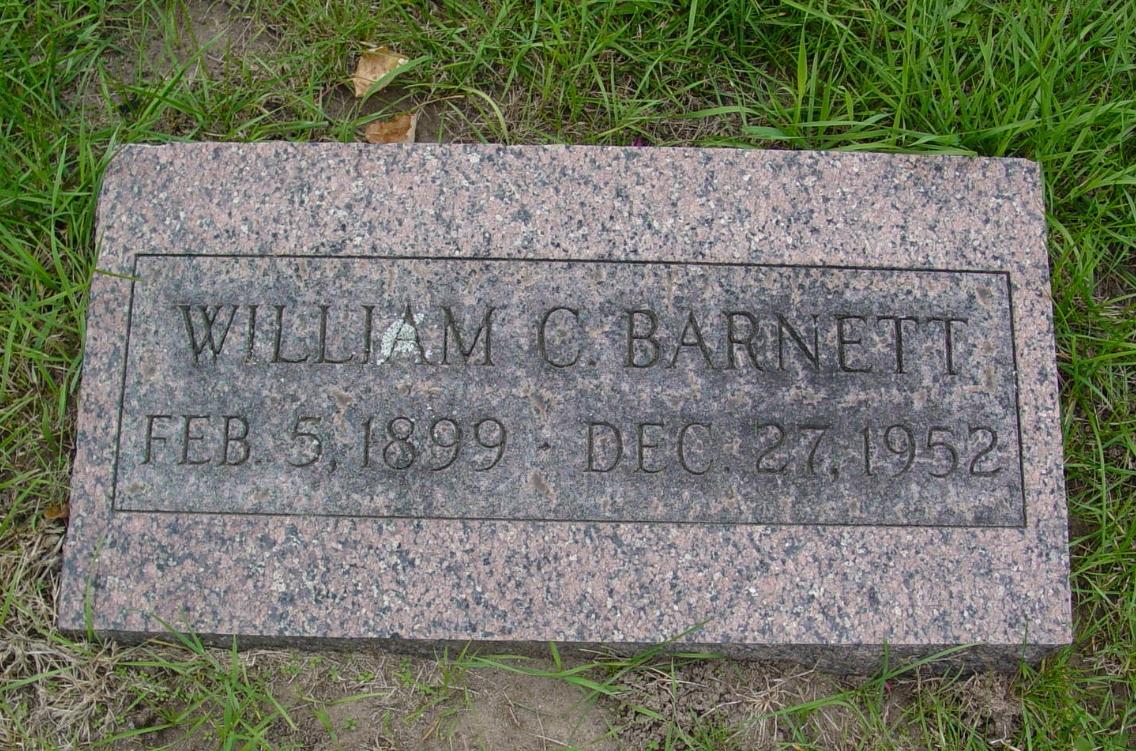 WILLIAM C. BARNETT
FEB. 5, 1899 · DEC. 27, 1952